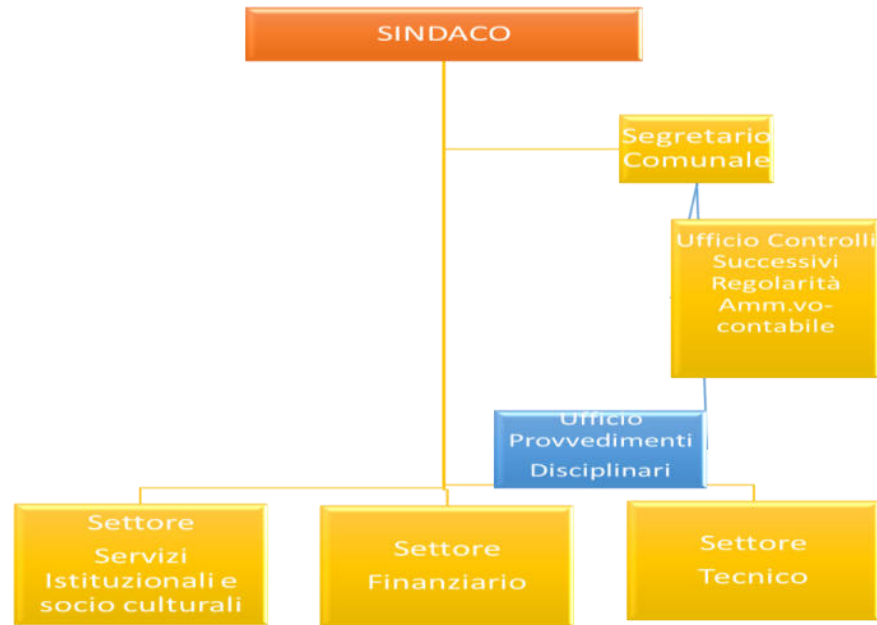 SINDACO
Segretario
Comunale
Ufficio Controlli
Successivi
Regolarità
Amm.vo-
contabile
Ufficio
Provvedimenti
Disciplinari
Settore
Servizi
Istituzionali e
socio culturali
Settore
Finanziario
Settore
Tecnico